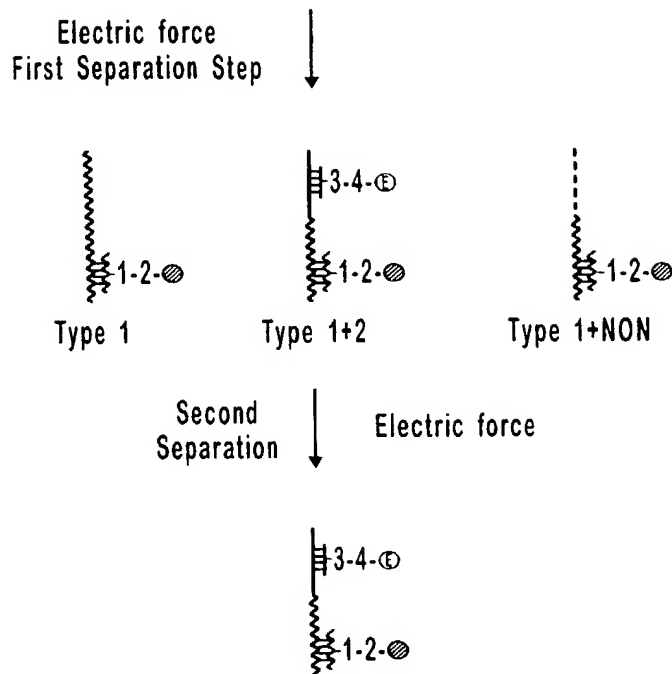 Electric force
First Separation Step
3-4-Ⓔ
1-2-
1-2-
1-2-
Type 1
Type 1+2
Type 1+NON
Second
Separation
Electric force
3-4-Ⓔ
1-2-